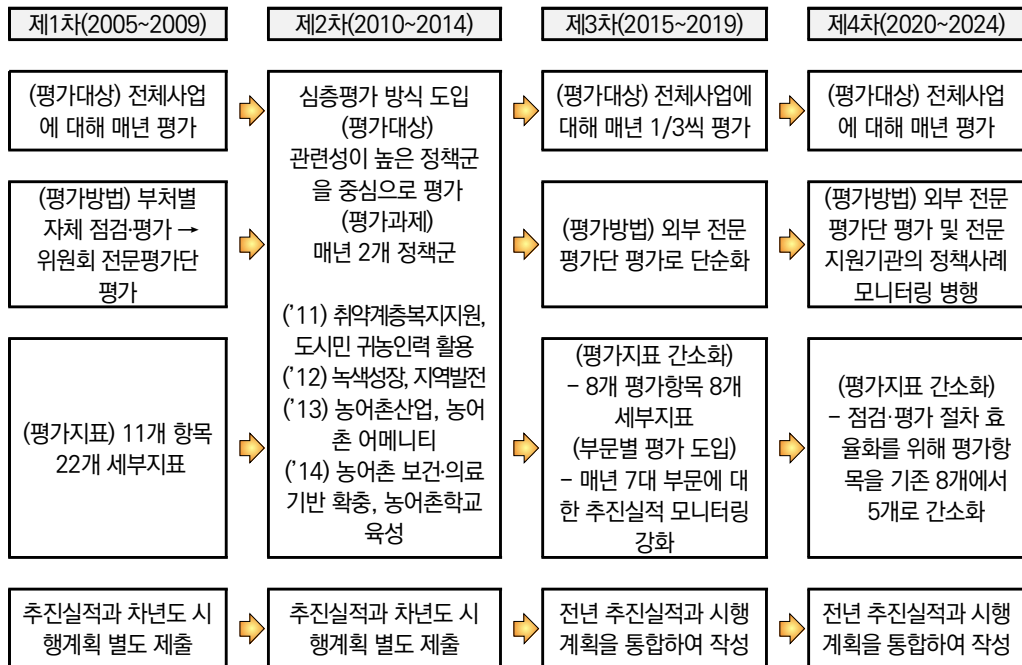 제1차(2005~2009)
제2차(2010~2014)
제3차(2015~2019)
제4차(2020~2024)
(평가대상) 전체사업
에 대해 매년 평가
(평가방법) 부처별
자체 점검·평가 →
위원회 전문평가단
평가
(평가지표) 11개 항목
22개 세부지표
추진실적과 차년도 시
행계획 별도 제출
심층평가 방식 도입
(평가대상)
관련성이 높은 정책군
을 중심으로 평가
(평가과제)
매년 2개 정책군
('11) 취약계층복지지원,
도시민 귀농인력 활용
('12) 녹색성장, 지역발전
('13) 농어촌산업, 농어
촌 어메니티
('14) 농어촌 보건·의료
기반 확충, 농어촌학교
육성
추진실적과 차년도 시
행계획 별도 제출
(평가대상) 전체사업에
대해 매년 1/3씩 평가
(평가방법) 외부 전문
평가단 평가로 단순화
(평가지표 간소화)
– 8개 평가항목 8개
세부지표
(부문별 평가 도입)
– 매년 7대 부문에 대
한 추진실적 모니터링
강화
전년 추진실적과 시행
계획을 통합하여 작성
(평가대상) 전체사업
에 대해 매년 평가
(평가방법) 외부 전문
평가단 평가 및 전문
지원기관의 정책사례
모니터링 병행
(평가지표 간소화)
– 점검·평가 절차 효
율화를 위해 평가항
목을 기존 8개에서
5개로 간소화
전년 추진실적과 시행
계획을 통합하여 작성